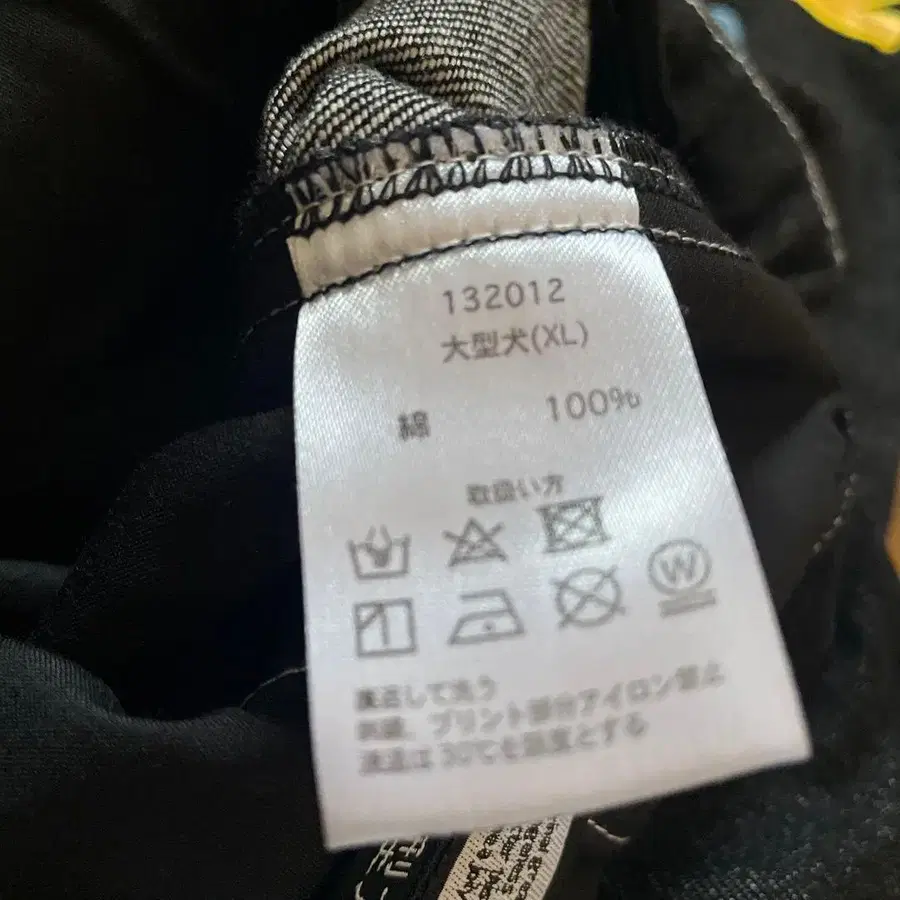 132012
大型犬(XL)
綿 100%
取扱い方
W
裏返して洗う
刺繍、プリント部分アイロン禁止
液温は30℃を限度とする